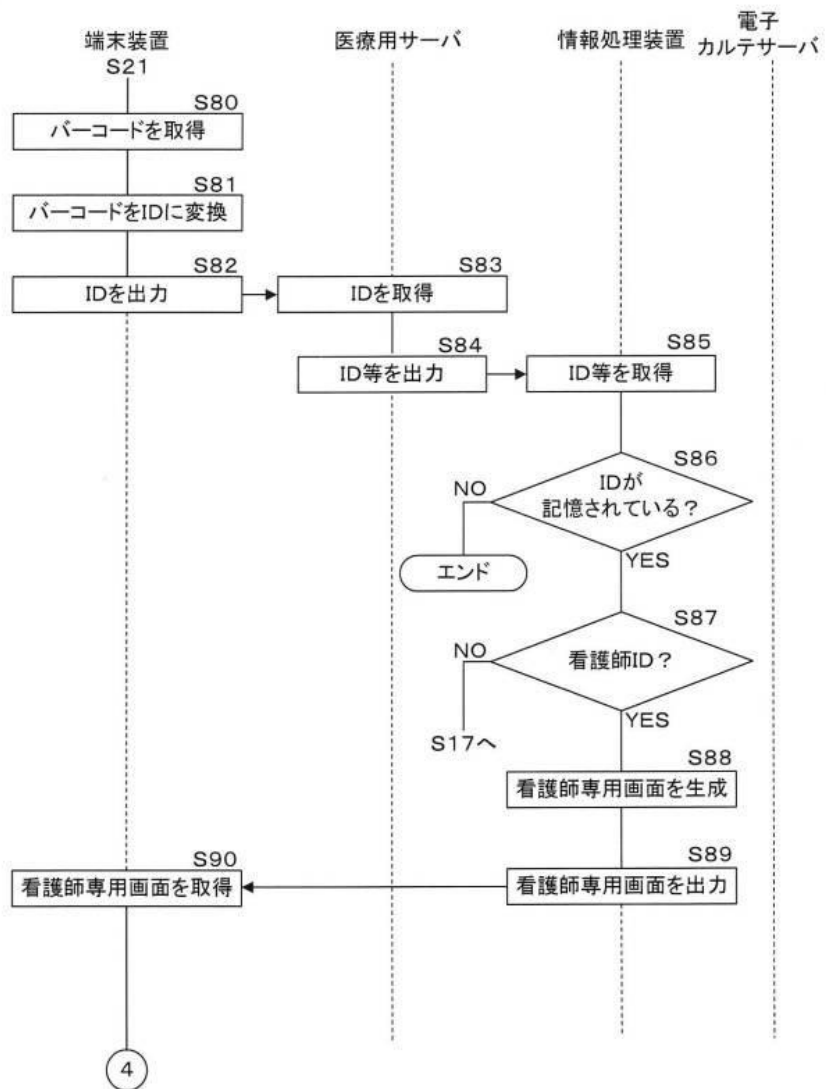 端末装置
医療用サーバ
情報処理装置
電子
カルテサーバ
S21
S80
バーコードを取得
S81
バーコードをIDに変換
S82
IDを出力
S83
IDを取得
S84
ID等を出力
S85
ID等を取得
S86
IDが
記憶されている？
NO
エンド
YES
S87
看護師ID？
NO
S17へ
YES
S88
看護師専用画面を生成
S89
看護師専用画面を出力
S90
看護師専用画面を取得
4